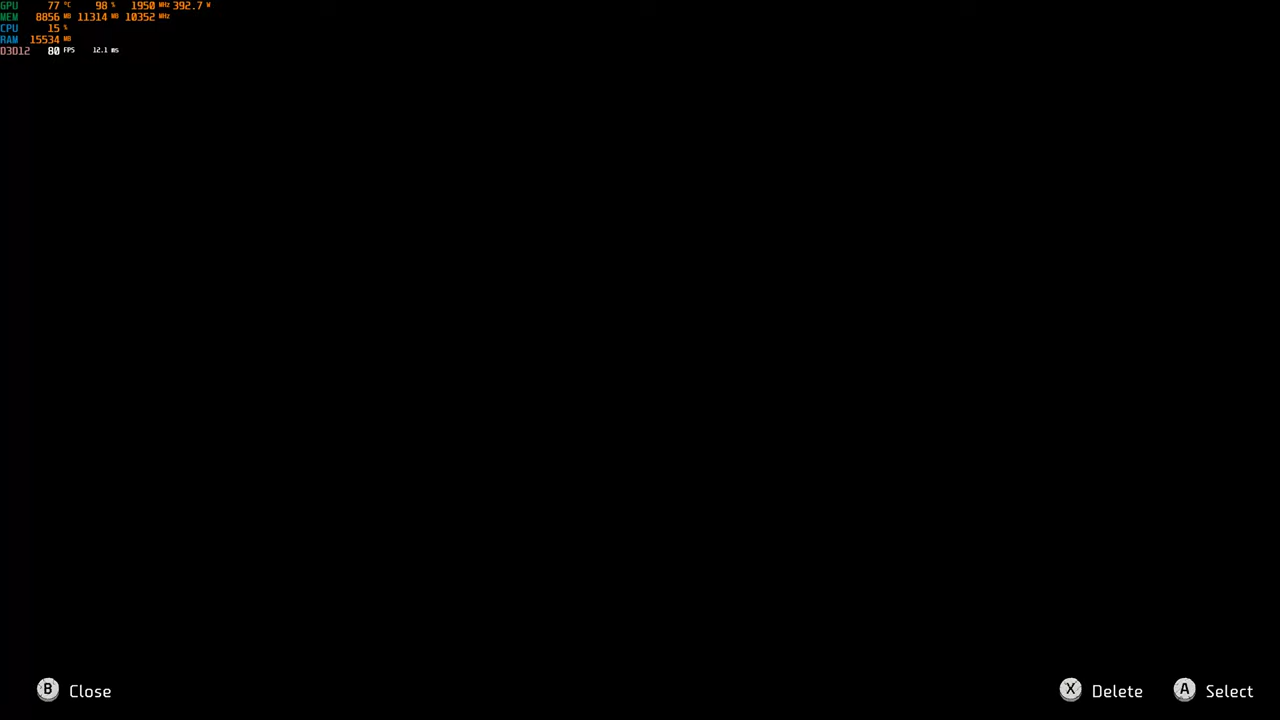 GPU 77 °C 98 % 1950 MHz 392.7 W
MEM 8856 MB 11314 MB 10352 MHz
CPU 15 %
RAM 15534 MB
D3D12 80 FPS 12.1 ms
B Close X Delete A Select